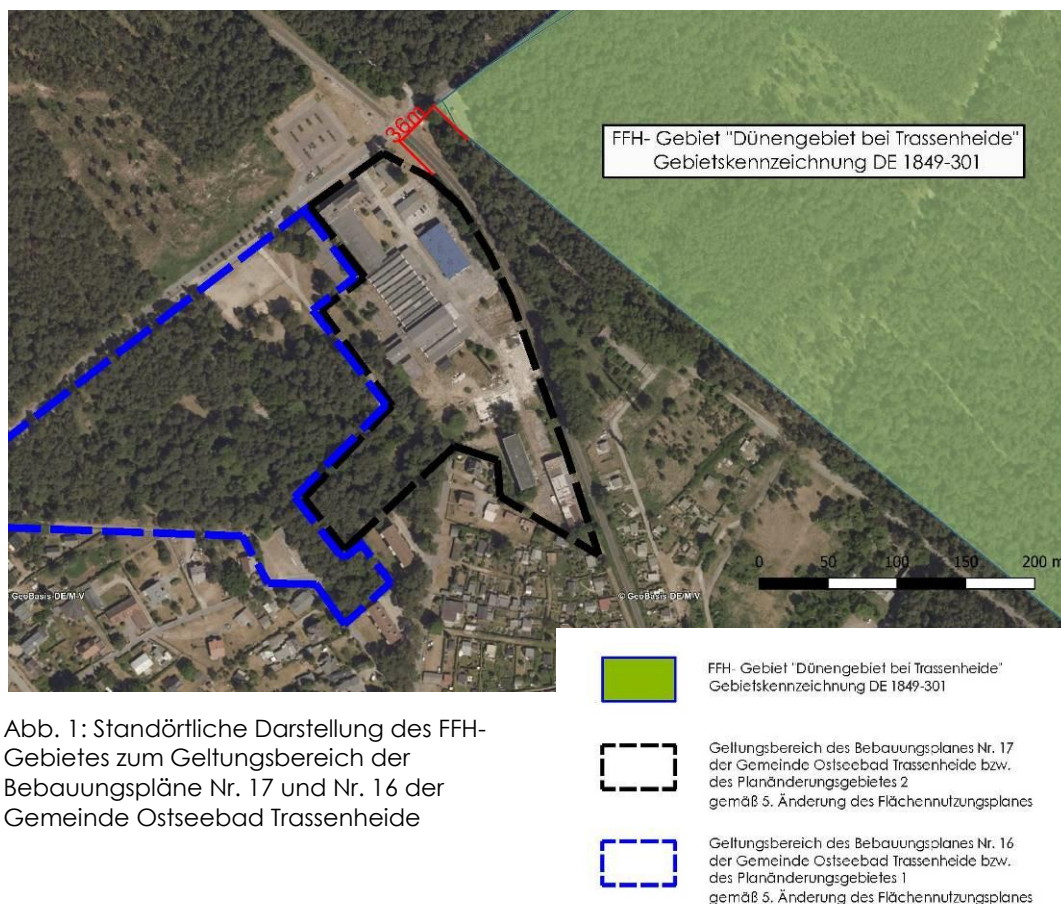 36m
FFH- Gebiet "Dünengebiet bei Trassenheide"
Gebietskennzeichnung DE 1849-301
0 50 100 150 200 m
© GeoBasis-DE/M-V
© GeoBasis-DE/M-V
FFH- Gebiet "Dünengebiet bei Trassenheide"
Gebietskennzeichnung DE 1849-301
Abb. 1: Standörtliche Darstellung des FFH-
Gebietes zum Geltungsbereich der
Bebauungspläne Nr. 17 und Nr. 16 der
Gemeinde Ostseebad Trassenheide
Geltungsbereich des Bebauungsplanes Nr. 17
der Gemeinde Ostseebad Trassenheide bzw.
des Planänderungsgebietes 2
gemäß 5. Änderung des Flächennutzungsplanes
Geltungsbereich des Bebauungsplanes Nr. 16
der Gemeinde Ostseebad Trassenheide bzw.
des Planänderungsgebietes 1
gemäß 5. Änderung des Flächennutzungsplanes